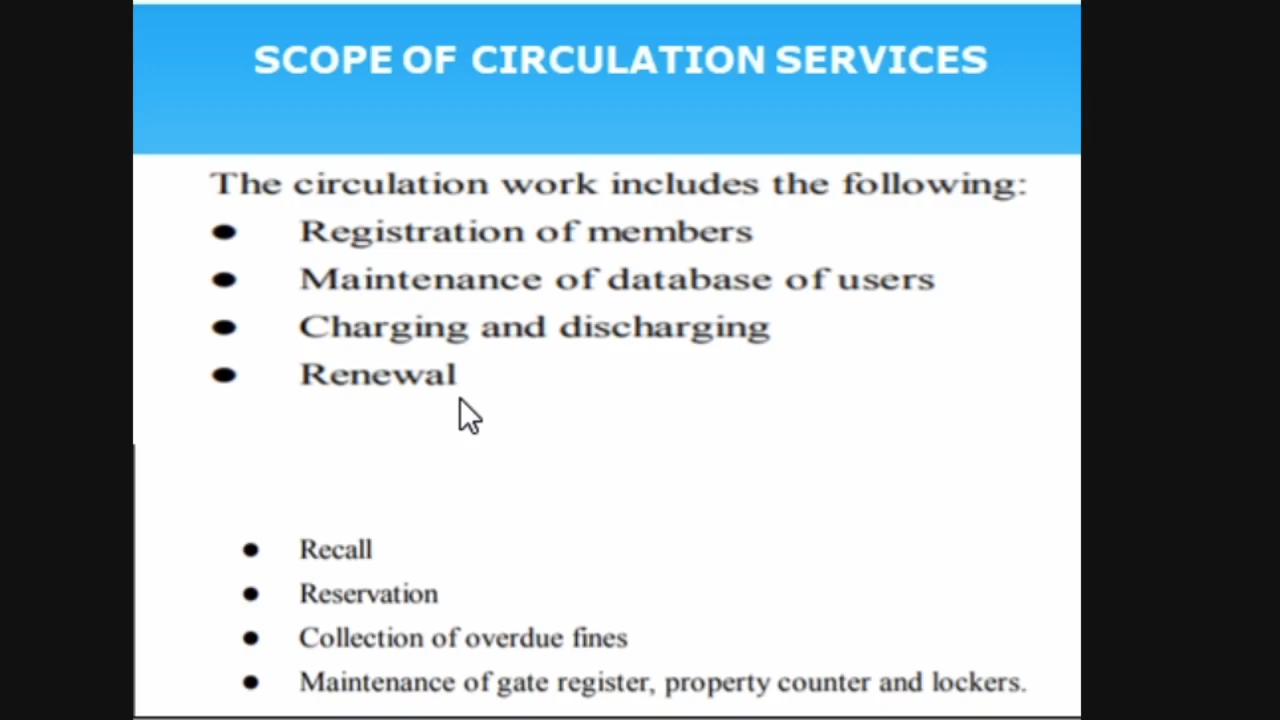 SCOPE OF CIRCULATION SERVICES
The circulation work includes the following:
● Registration of members
● Maintenance of database of users
● Charging and discharging
● Renewal
● Recall
● Reservation
● Collection of overdue fines
● Maintenance of gate register, property counter and lockers.